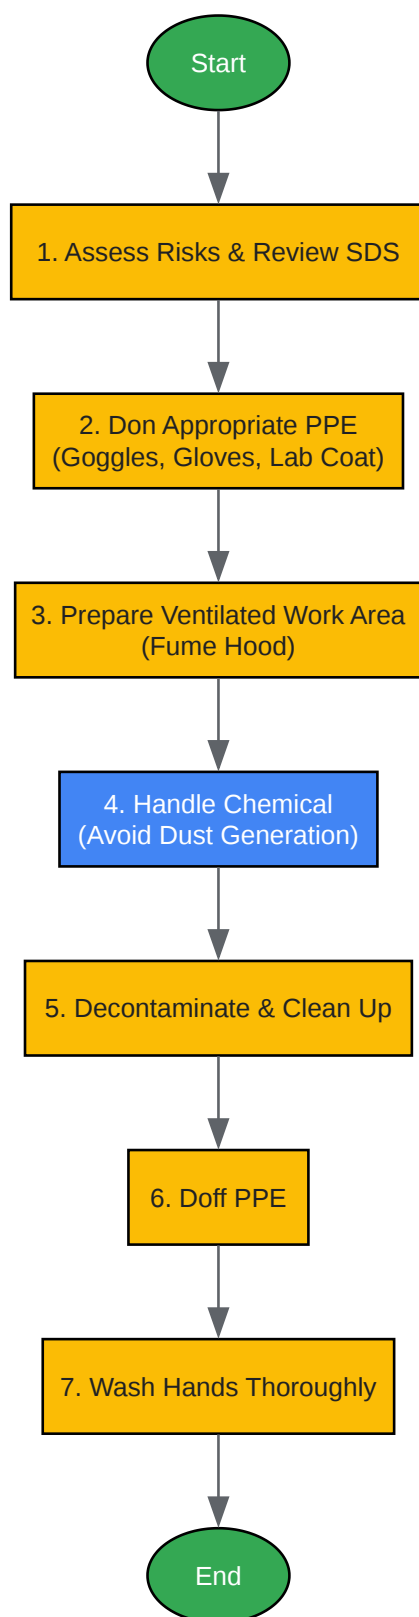 Start
1. Assess Risks & Review SDS
2. Don Appropriate PPE
(Goggles, Gloves, Lab Coat)
3. Prepare Ventilated Work Area
(Fume Hood)
4. Handle Chemical
(Avoid Dust Generation)
5. Decontaminate & Clean Up
6. Doff PPE
7. Wash Hands Thoroughly
End